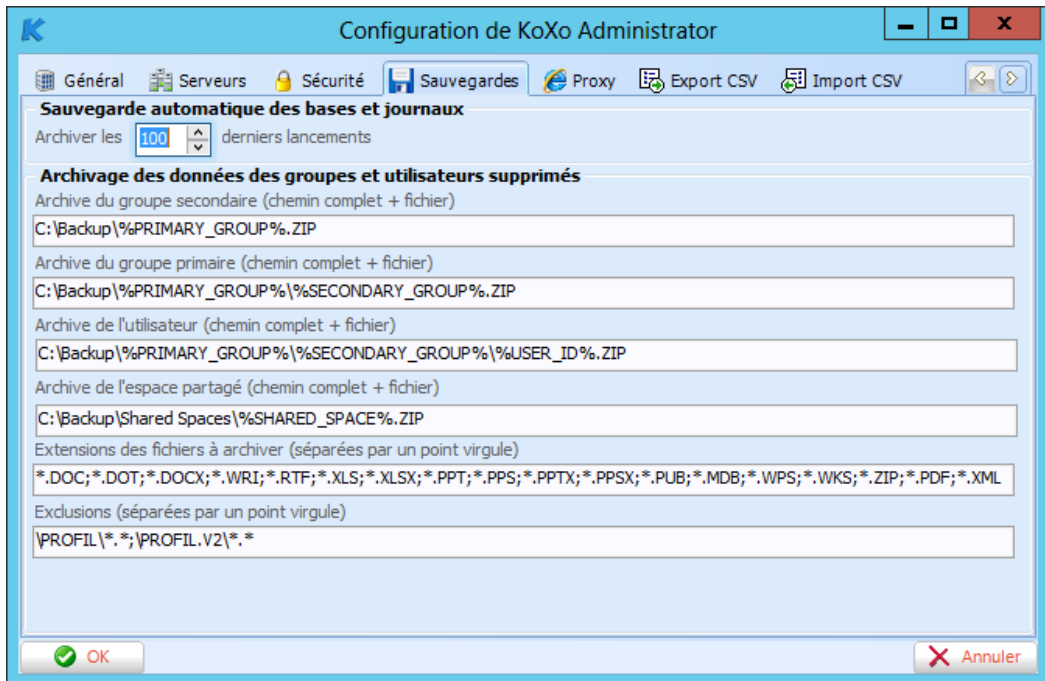 Configuration de KoXo Administrator
Général Serveurs Sécurité Sauvegardes Proxy Export CSV Import CSV
Sauvegarde automatique des bases et journaux
Archiver les 100 derniers lancements
Archivage des données des groupes et utilisateurs supprimés
Archive du groupe secondaire (chemin complet + fichier)
C:\Backup\%PRIMARY_GROUP%.ZIP
Archive du groupe primaire (chemin complet + fichier)
C:\Backup\%PRIMARY_GROUP%\%SECONDARY_GROUP%.ZIP
Archive de l'utilisateur (chemin complet + fichier)
C:\Backup\%PRIMARY_GROUP%\%SECONDARY_GROUP%\%USER_ID%.ZIP
Archive de l'espace partagé (chemin complet + fichier)
C:\Backup\Shared Spaces\%SHARED_SPACE%.ZIP
Extensions des fichiers à archiver (séparées par un point virgule)
*.DOC;*.DOT;*.DOCX;*.WRI;*.RTF;*.XLS;*.XLSX;*.PPT;*.PPS;*.PPTX;*.PPSX;*.PUB;*.MDB;*.WPS;*.WKS;*.ZIP;*.PDF;*.XML
Exclusions (séparées par un point virgule)
\PROFIL\*.*;\PROFIL.V2\*.*
OK Annuler